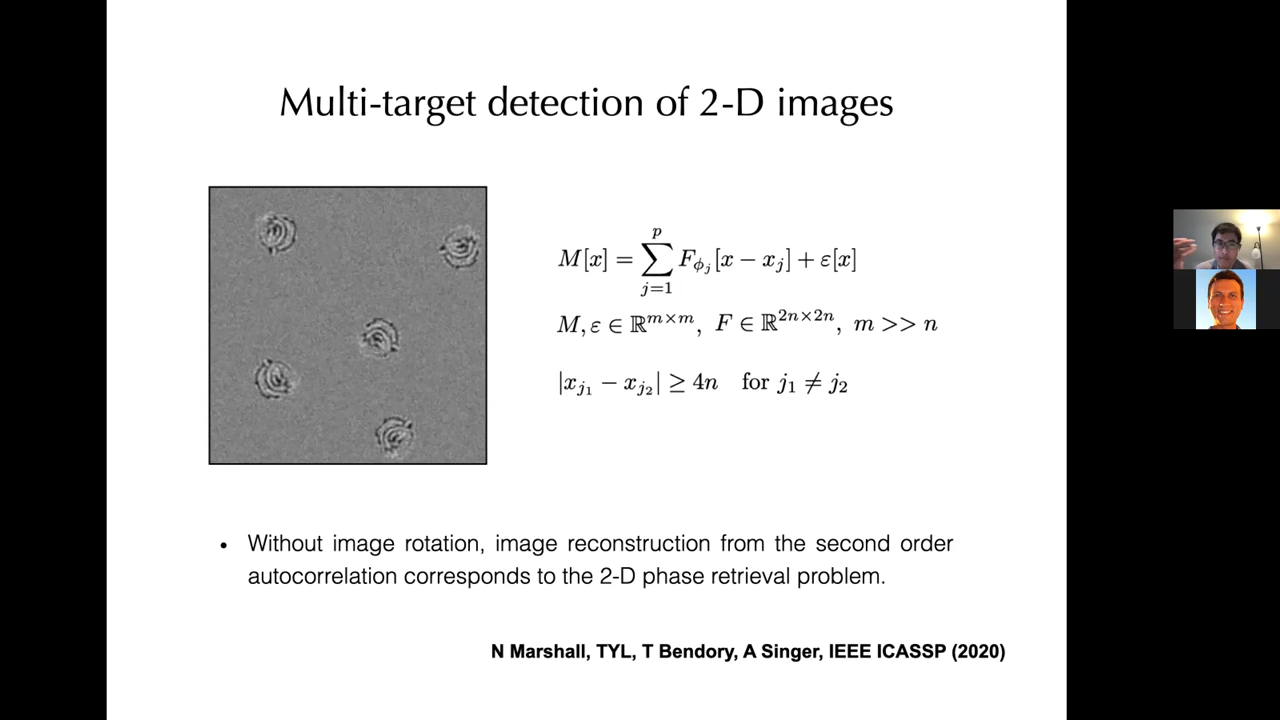 Multi-target detection of 2-D images
M[x] = \sum_{j=1}^{p} F_{\phi_j}[x - x_j] + \varepsilon[x]
M, \varepsilon \in \mathbb{R}^{m \times m}, F \in \mathbb{R}^{2n \times 2n}, m >> n
|x_{j_1} - x_{j_2}| \geq 4n for j_1 \neq j_2
• Without image rotation, image reconstruction from the second order
autocorrelation corresponds to the 2-D phase retrieval problem.
N Marshall, TYL, T Bendory, A Singer, IEEE ICASSP (2020)